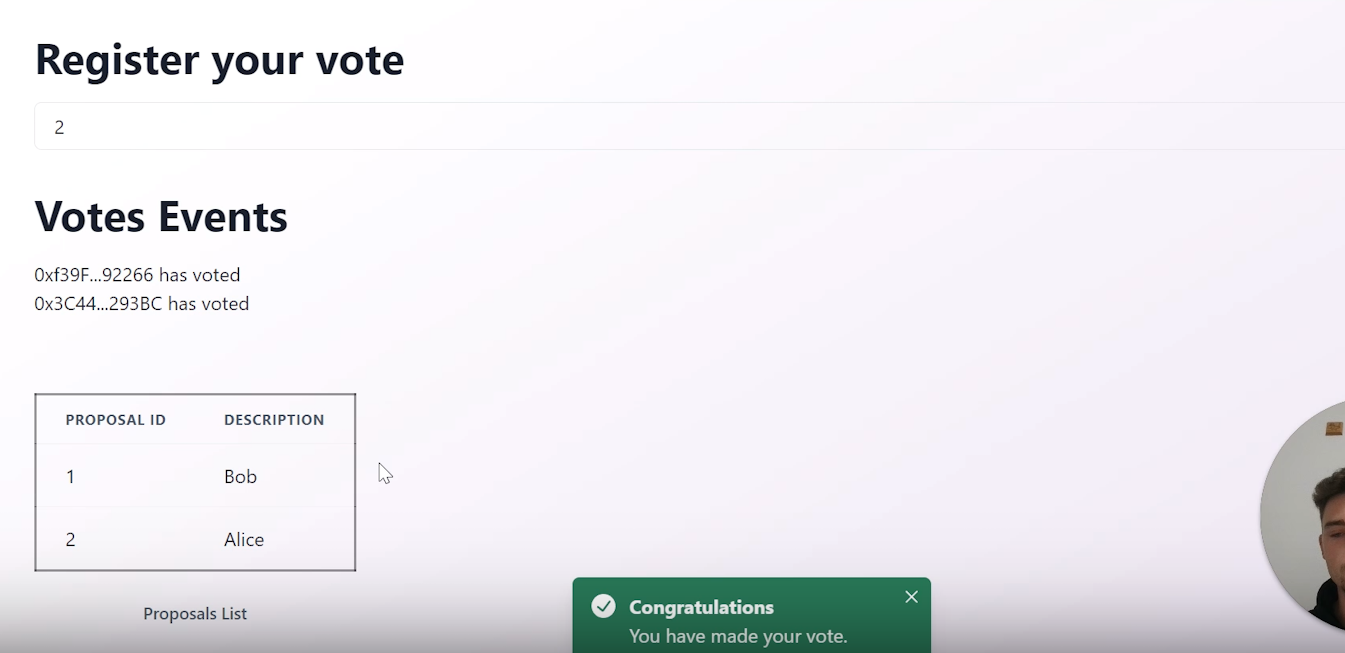 Register your vote
2
Votes Events
0xf39F...92266 has voted
0x3C44...293BC has voted
PROPOSAL ID DESCRIPTION
1 Bob
2 Alice
Proposals List
Congratulations
You have made your vote.